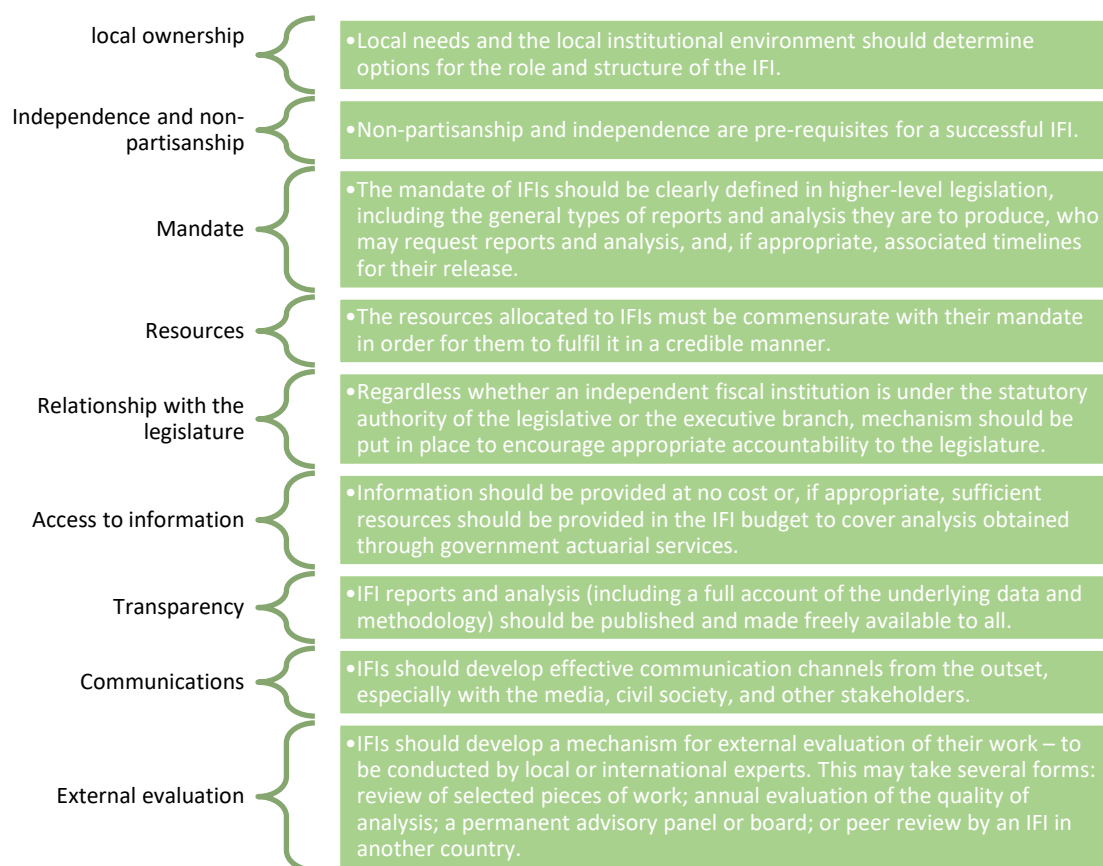 local ownership
•Local needs and the local institutional environment should determine
options for the role and structure of the IFI.
Independence and non-
partisanship
•Non-partisanship and independence are pre-requisites for a successful IFI.
Mandate
•The mandate of IFIs should be clearly defined in higher-level legislation,
including the general types of reports and analysis they are to produce, who
may request reports and analysis, and, if appropriate, associated timelines
for their release.
Resources
•The resources allocated to IFIs must be commensurate with their mandate
in order for them to fulfil it in a credible manner.
Relationship with the
legislature
•Regardless whether an independent fiscal institution is under the statutory
authority of the legislative or the executive branch, mechanism should be
put in place to encourage appropriate accountability to the legislature.
Access to information
•Information should be provided at no cost or, if appropriate, sufficient
resources should be provided in the IFI budget to cover analysis obtained
through government actuarial services.
Transparency
•IFI reports and analysis (including a full account of the underlying data and
methodology) should be published and made freely available to all.
Communications
•IFIs should develop effective communication channels from the outset,
especially with the media, civil society, and other stakeholders.
External evaluation
•IFIs should develop a mechanism for external evaluation of their work – to
be conducted by local or international experts. This may take several forms:
review of selected pieces of work; annual evaluation of the quality of
analysis; a permanent advisory panel or board; or peer review by an IFI in
another country.